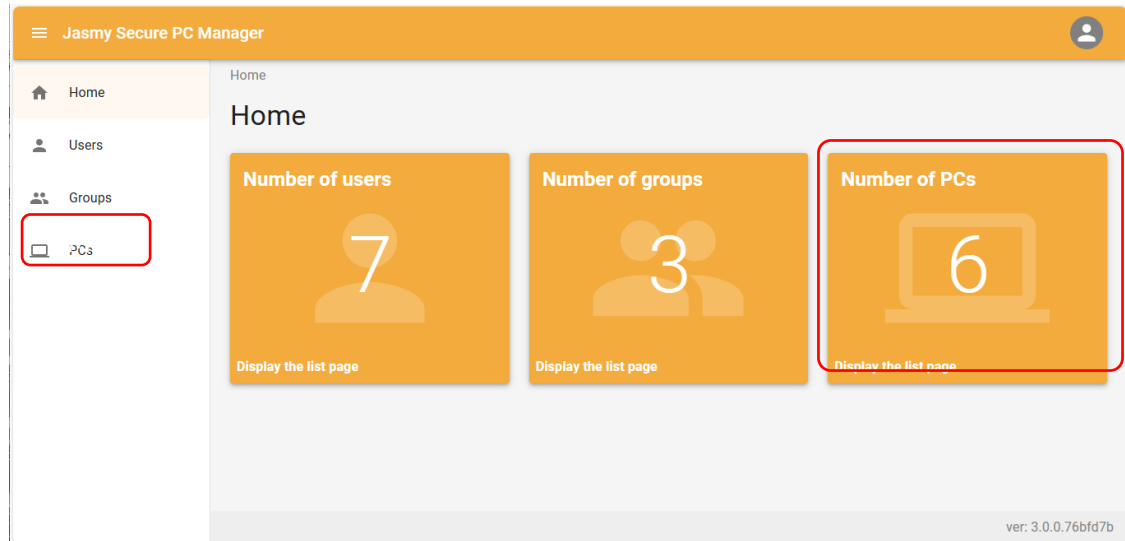 Jasmy Secure PC Manager
Home
Users
Groups
PCs
Home
Home
Number of users
7
Display the list page
Number of groups
3
Display the list page
Number of PCs
6
Display the list page
ver: 3.0.0.76bfd7b